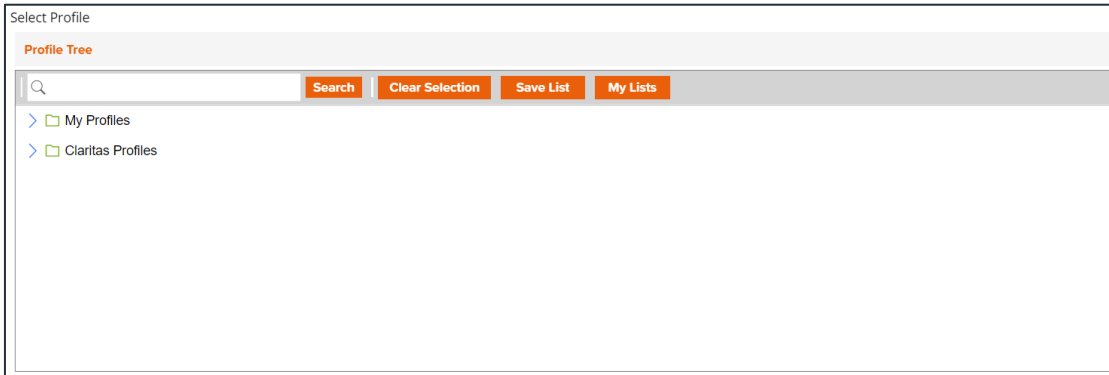 Select Profile
Profile Tree
Search Clear Selection Save List My Lists
My Profiles
Claritas Profiles